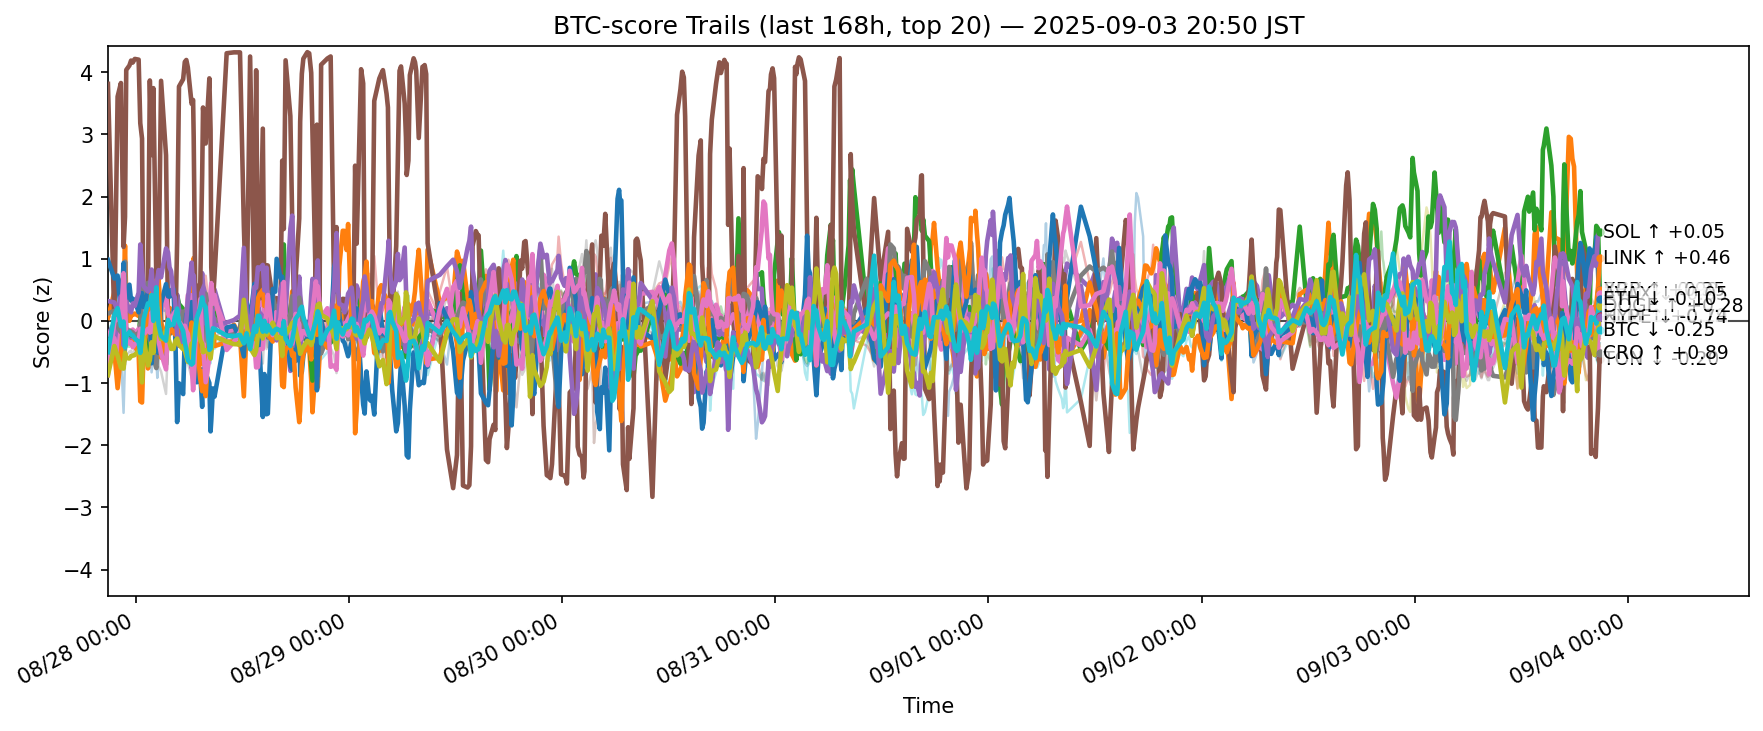 BTC-score Trails (last 168h, top 20) — 2025-09-03 20:50 JST
Score (z)
4
3
2
1
0
−1
−2
−3
−4
SOL ↑ +0.05
LINK ↑ +0.46
ETH ↓ -0.10
BTC ↓ -0.25
CRO ↑ +0.89
TON ↓ -0.20
08/28 00:00
08/29 00:00
08/30 00:00
08/31 00:00
09/01 00:00
09/02 00:00
09/03 00:00
09/04 00:00
Time